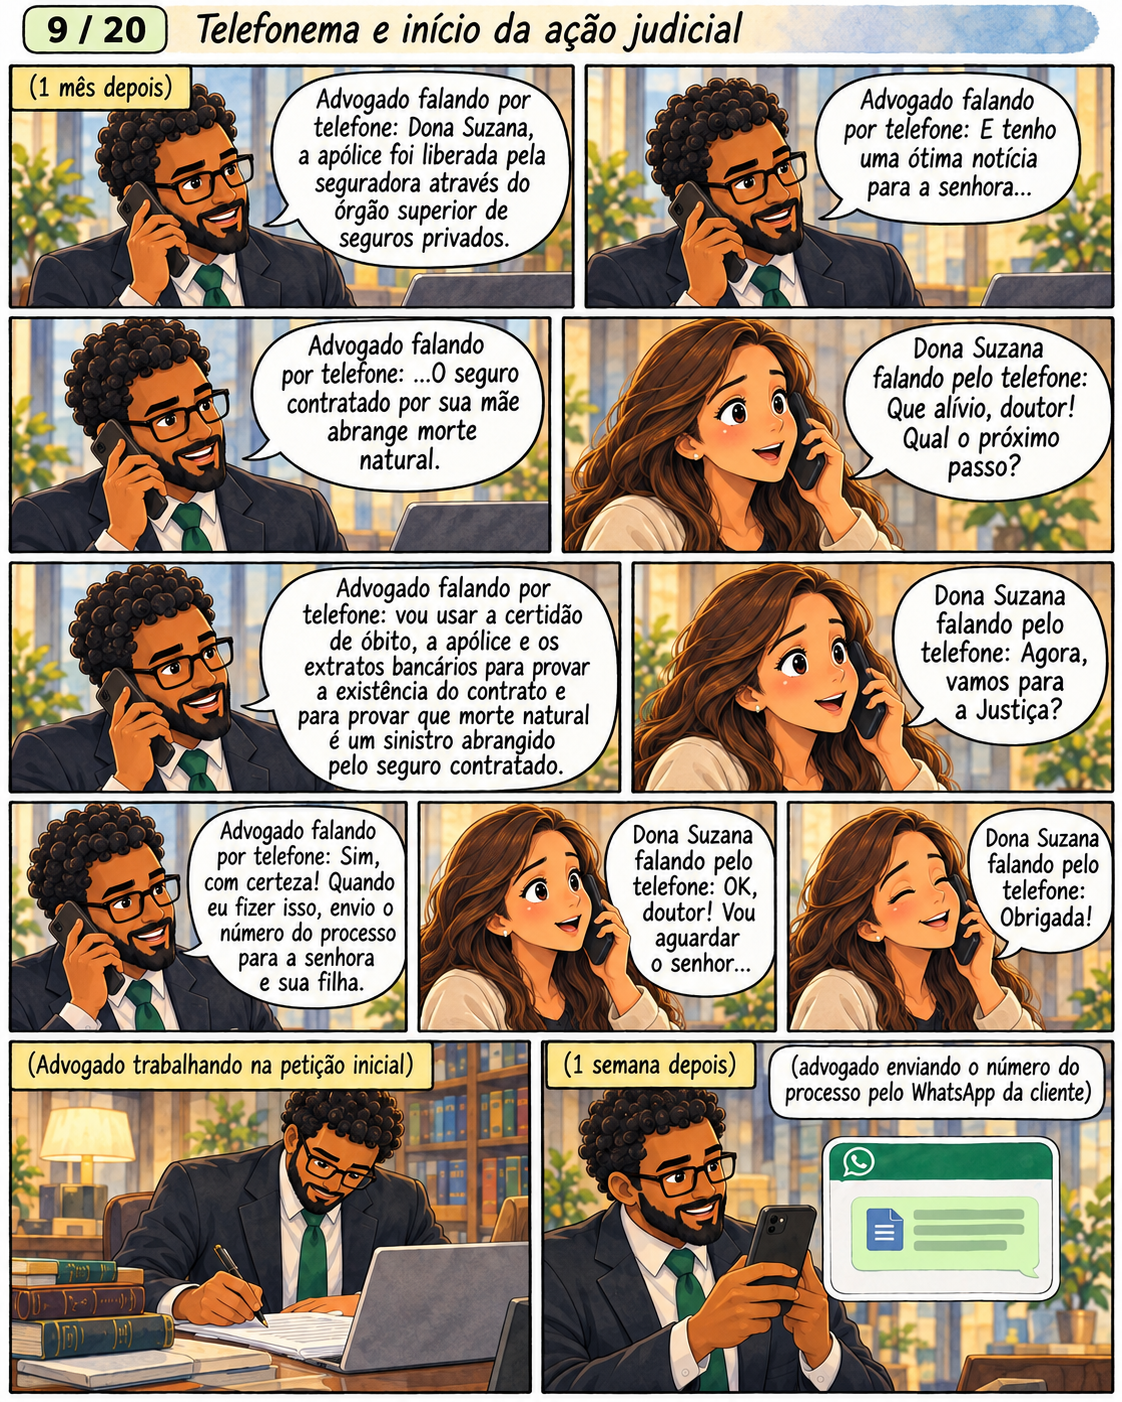 9 / 20
Telefonema e início da ação judicial
(1 mês depois)
Advogado falando por
telefone: Dona Suzana,
a apólice foi liberada pela
seguradora através do
órgão superior de
seguros privados.
Advogado falando
por telefone: E tenho
uma ótima notícia
para a senhora...
Advogado falando
por telefone: ...O seguro
contratado por sua mãe
abrange morte
natural.
Dona Suzana
falando pelo telefone:
Que alívio, doutor!
Qual o próximo
passo?
Advogado falando por
telefone: vou usar a certidão
de óbito, a apólice e os
extratos bancários para provar
a existência do contrato e
para provar que morte natural
é um sinistro abrangido
pelo seguro contratado.
Dona Suzana
falando pelo
telefone: Agora,
vamos para
a Justiça?
Advogado falando
por telefone: Sim,
com certeza! Quando
eu fizer isso, envio o
número do processo
para a senhora
e sua filha.
Dona Suzana
falando pelo
telefone: OK,
doutor! Vou
aguardar
o senhor...
Dona Suzana
falando pelo
telefone:
Obrigada!
(Advogado trabalhando na petição inicial)
(1 semana depois)
(advogado enviando o número do
processo pelo WhatsApp da cliente)